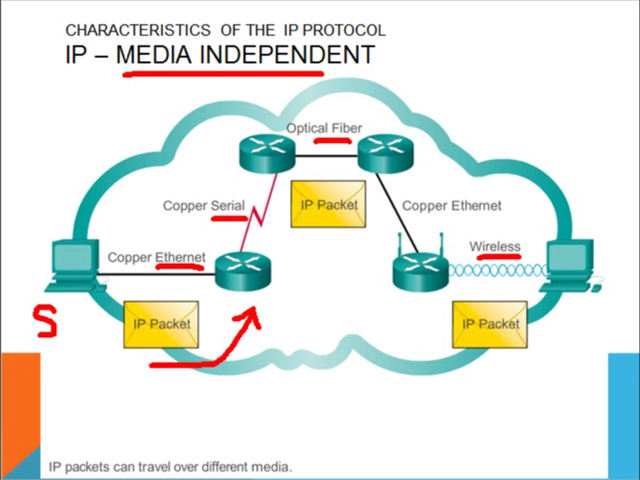 CHARACTERISTICS OF THE IP PROTOCOL
IP – MEDIA INDEPENDENT
Optical Fiber
Copper Serial
IP Packet
Copper Ethernet
Copper Ethernet
Wireless
S
IP Packet
IP Packet
IP packets can travel over different media.